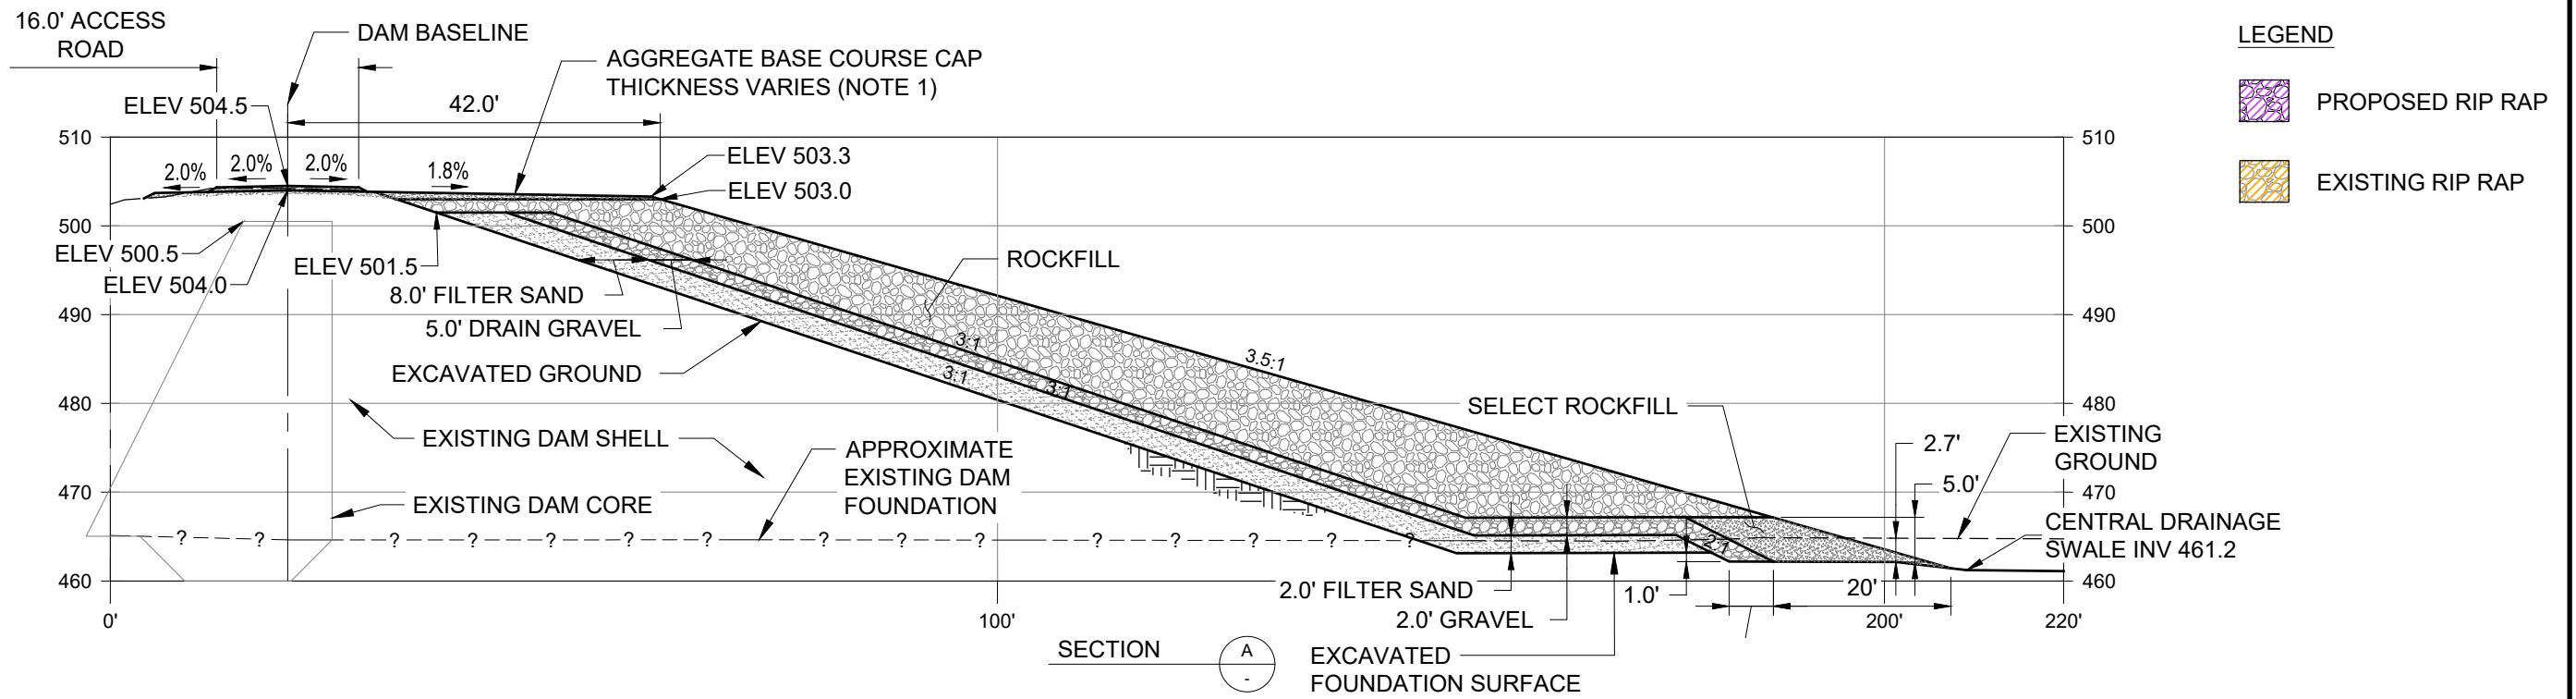 16.0' ACCESS
ROAD
DAM BASELINE
AGGREGATE BASE COURSE CAP
THICKNESS VARIES (NOTE 1)
ELEV 504.5
42.0'
510
510
2.0%
2.0%
2.0%
1.8%
ELEV 503.3
ELEV 503.0
500
500
ELEV 500.5
ELEV 504.0
ELEV 501.5
ROCKFILL
8.0' FILTER SAND
5.0' DRAIN GRAVEL
490
490
3:1
3.5:1
EXCAVATED GROUND
3:1
3:1
480
480
SELECT ROCKFILL
2.7'
EXISTING
GROUND
EXISTING DAM SHELL
APPROXIMATE
EXISTING DAM
FOUNDATION
470
470
5.0'
EXISTING DAM CORE
CENTRAL DRAINAGE
SWALE INV 461.2
? ? ? ? ? ? ? ? ? ? ? ? ? ? ?
2:1
460
460
2.0' FILTER SAND
1.0'
20'
2.0' GRAVEL
0'
100'
200'
220'
SECTION
A
-
EXCAVATED
FOUNDATION SURFACE
LEGEND
PROPOSED RIP RAP
EXISTING RIP RAP